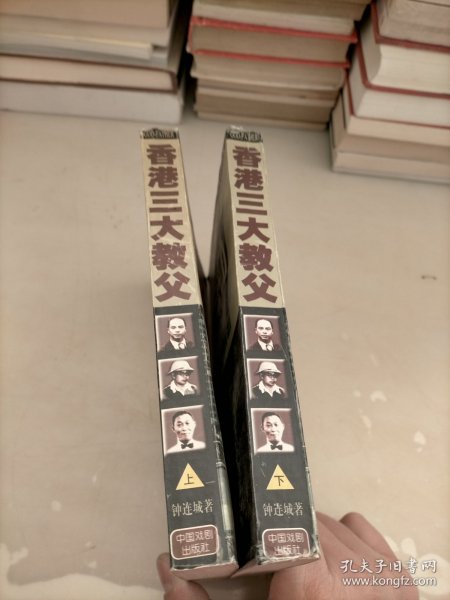 香港三大教父
上
钟连城著
中国戏剧
出版社
香港三大教父
下
钟连城著
中国戏剧
出版社
孔夫子旧书网
www.kongfz.com